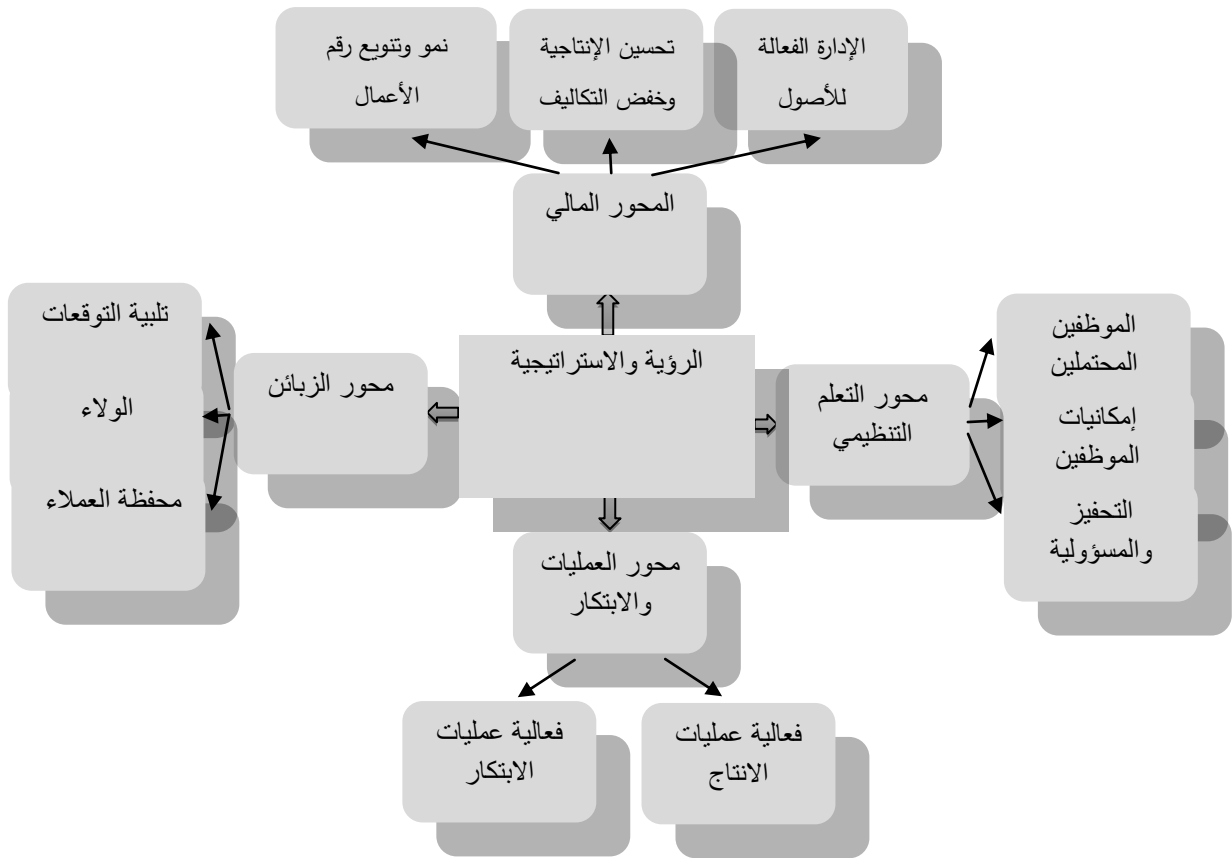 الإدارة الفعالة
للأصول
تحسين الإنتاجية
وخفض التكاليف
نمو وتنويع رقم
الأعمال
المحور المالي
الموظفين
المحتملين
إمكانيات
الموظفين
التحفيز
والمسؤولية
محور التعلم
التنظيمي
الرؤية والاستراتيجية
محور الزبائن
تلبية التوقعات
الولاء
محفظة العملاء
محور العمليات
والابتكار
فعالية عمليات
الانتاج
فعالية عمليات
الابتكار